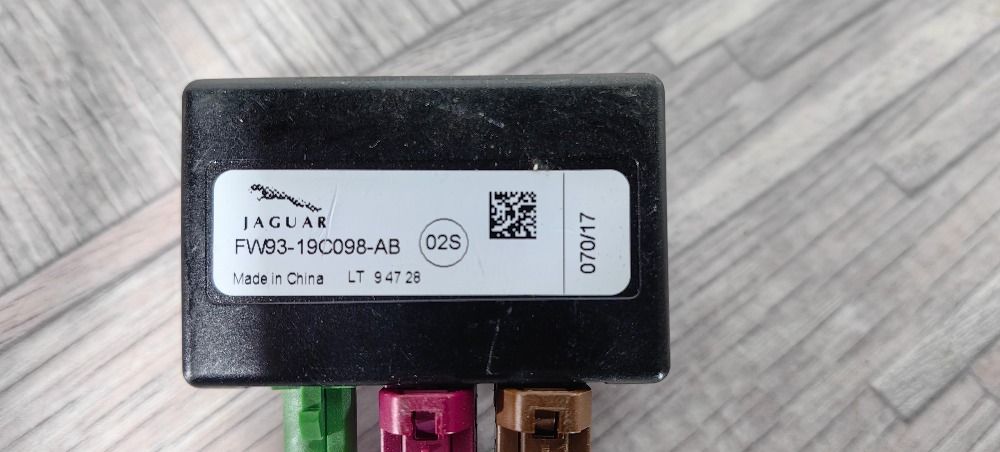 JAGUAR
FW93-19C098-AB
02S
Made in China LT 9 47 28
070/17